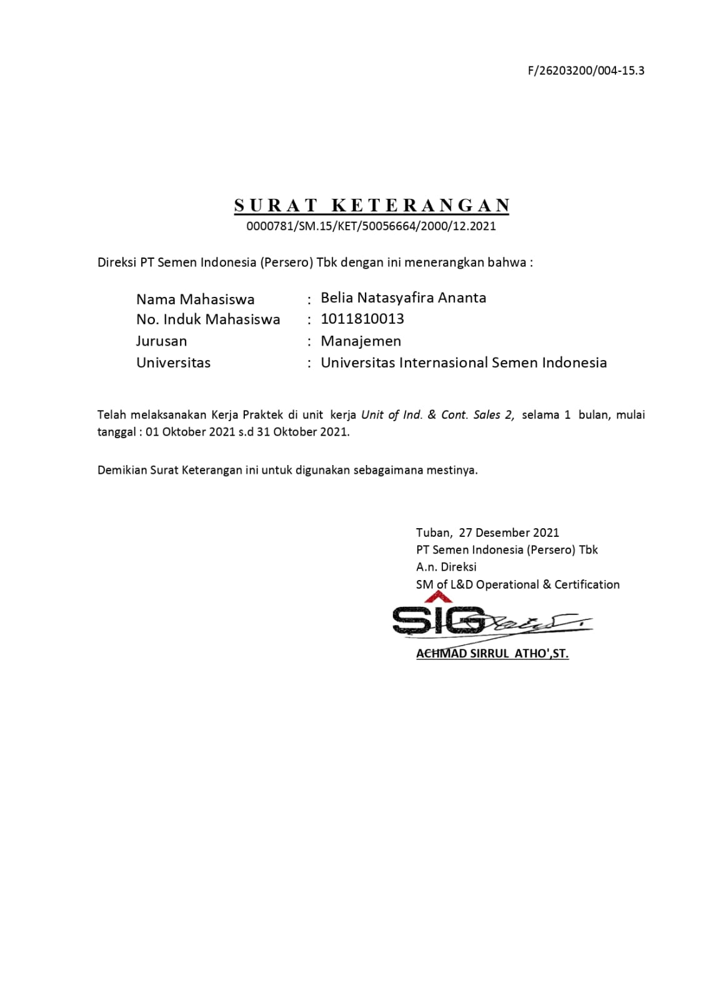 F/26203200/004-15.3
SURAT KETERANGAN
0000781/SM.15/KET/50056664/2000/12.2021
Direksi PT Semen Indonesia (Persero) Tbk dengan ini menerangkan bahwa :
Nama Mahasiswa : Belia Natasyafira Ananta
No. Induk Mahasiswa : 1011810013
Jurusan : Manajemen
Universitas : Universitas Internasional Semen Indonesia
Telah melaksanakan Kerja Praktek di unit kerja Unit of Ind. & Cont. Sales 2, selama 1 bulan, mulai
tanggal : 01 Oktober 2021 s.d 31 Oktober 2021.
Demikian Surat Keterangan ini untuk digunakan sebagaimana mestinya.
Tuban, 27 Desember 2021
PT Semen Indonesia (Persero) Tbk
A.n. Direksi
SM of L&D Operational & Certification
SIG
ACHMAD SIRRUL ATHO',ST.